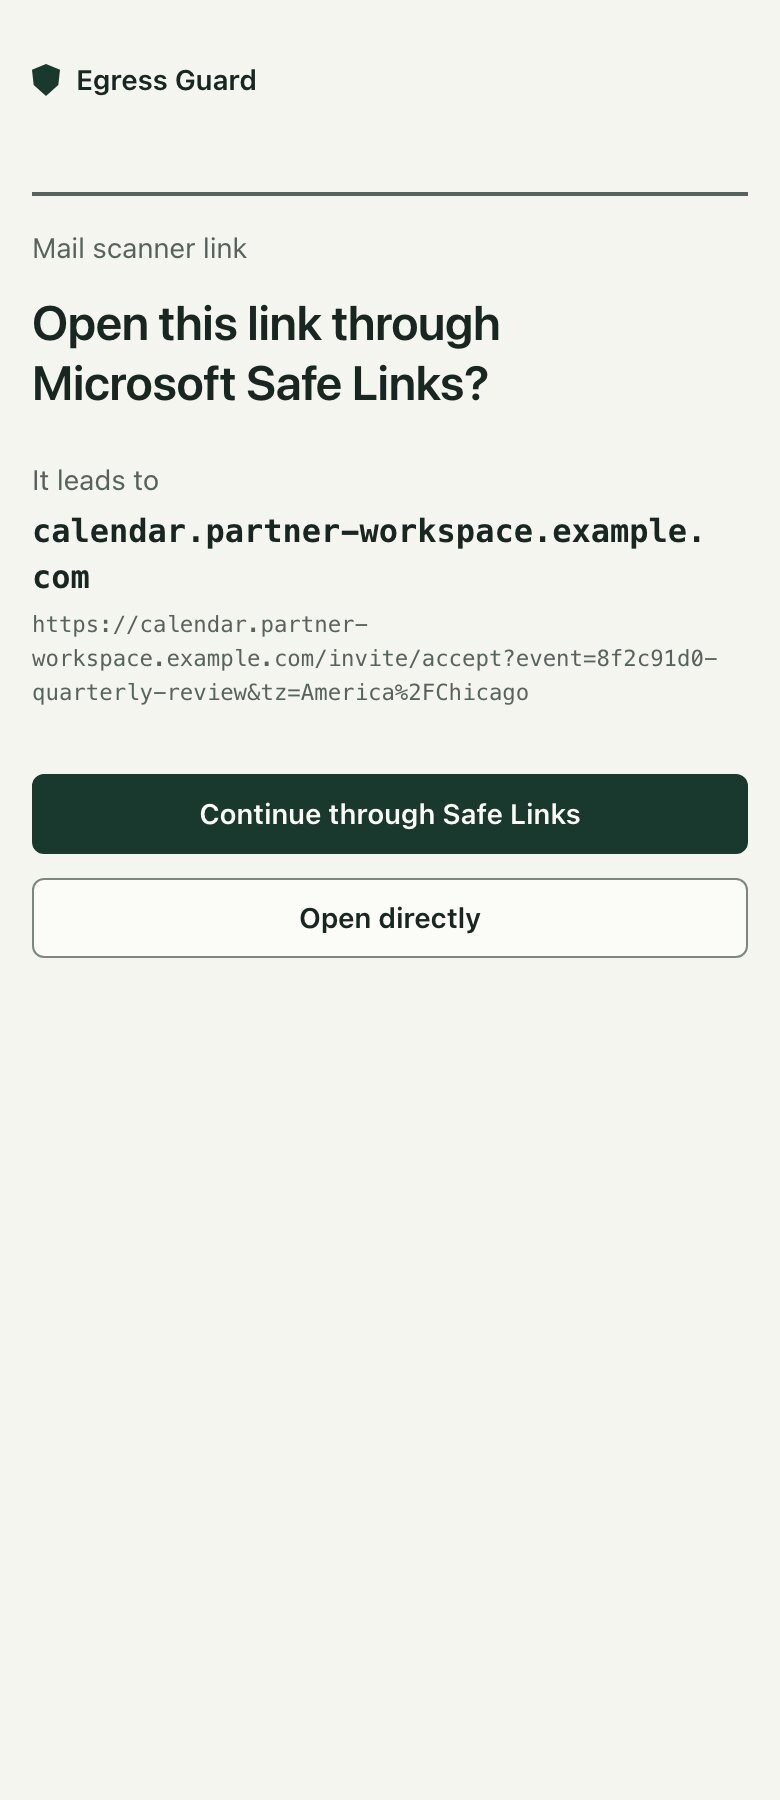 Egress Guard
Mail scanner link
Open this link through
Microsoft Safe Links?
It leads to
calendar.partner-workspace.example.
com
https://calendar.partner-
workspace.example.com/invite/accept?event=8f2c91d0-
quarterly-review&tz=America%2FChicago
Continue through Safe Links
Open directly